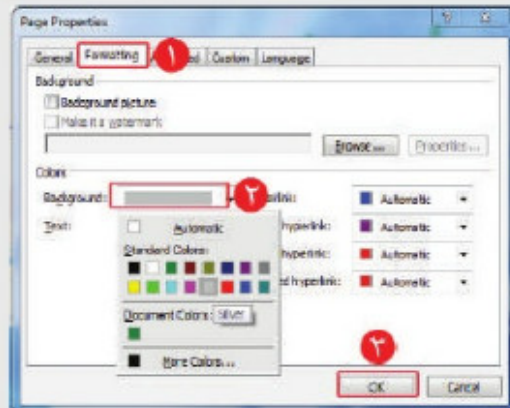 Page Properties
General Formatting ١ Custom Language
Background
Background picture
Make it a watermark
Browse... Properties...
Colors
Background: ٢ hyperlink: Automatic
Text: hyperlink: Automatic
Automatic hyperlink: Automatic
Standard Colors: hyperlink: Automatic
Document Colors: Silver
More Colors...
٣
OK Cancel